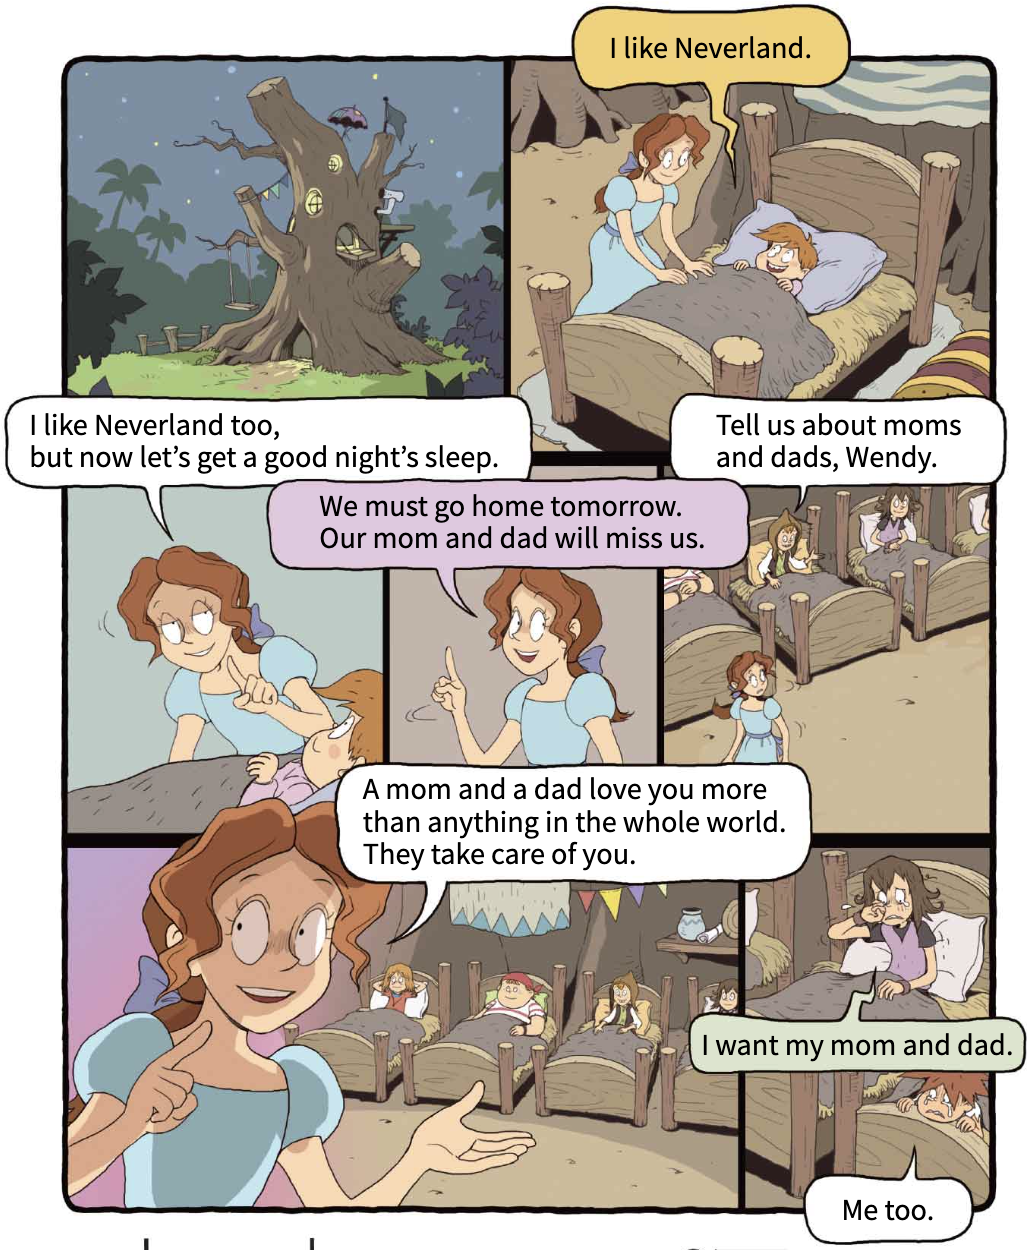 I like Neverland.
I like Neverland too,
but now let’s get a good night’s sleep.
We must go home tomorrow.
Our mom and dad will miss us.
Tell us about moms
and dads, Wendy.
A mom and a dad love you more
than anything in the whole world.
They take care of you.
I want my mom and dad.
Me too.